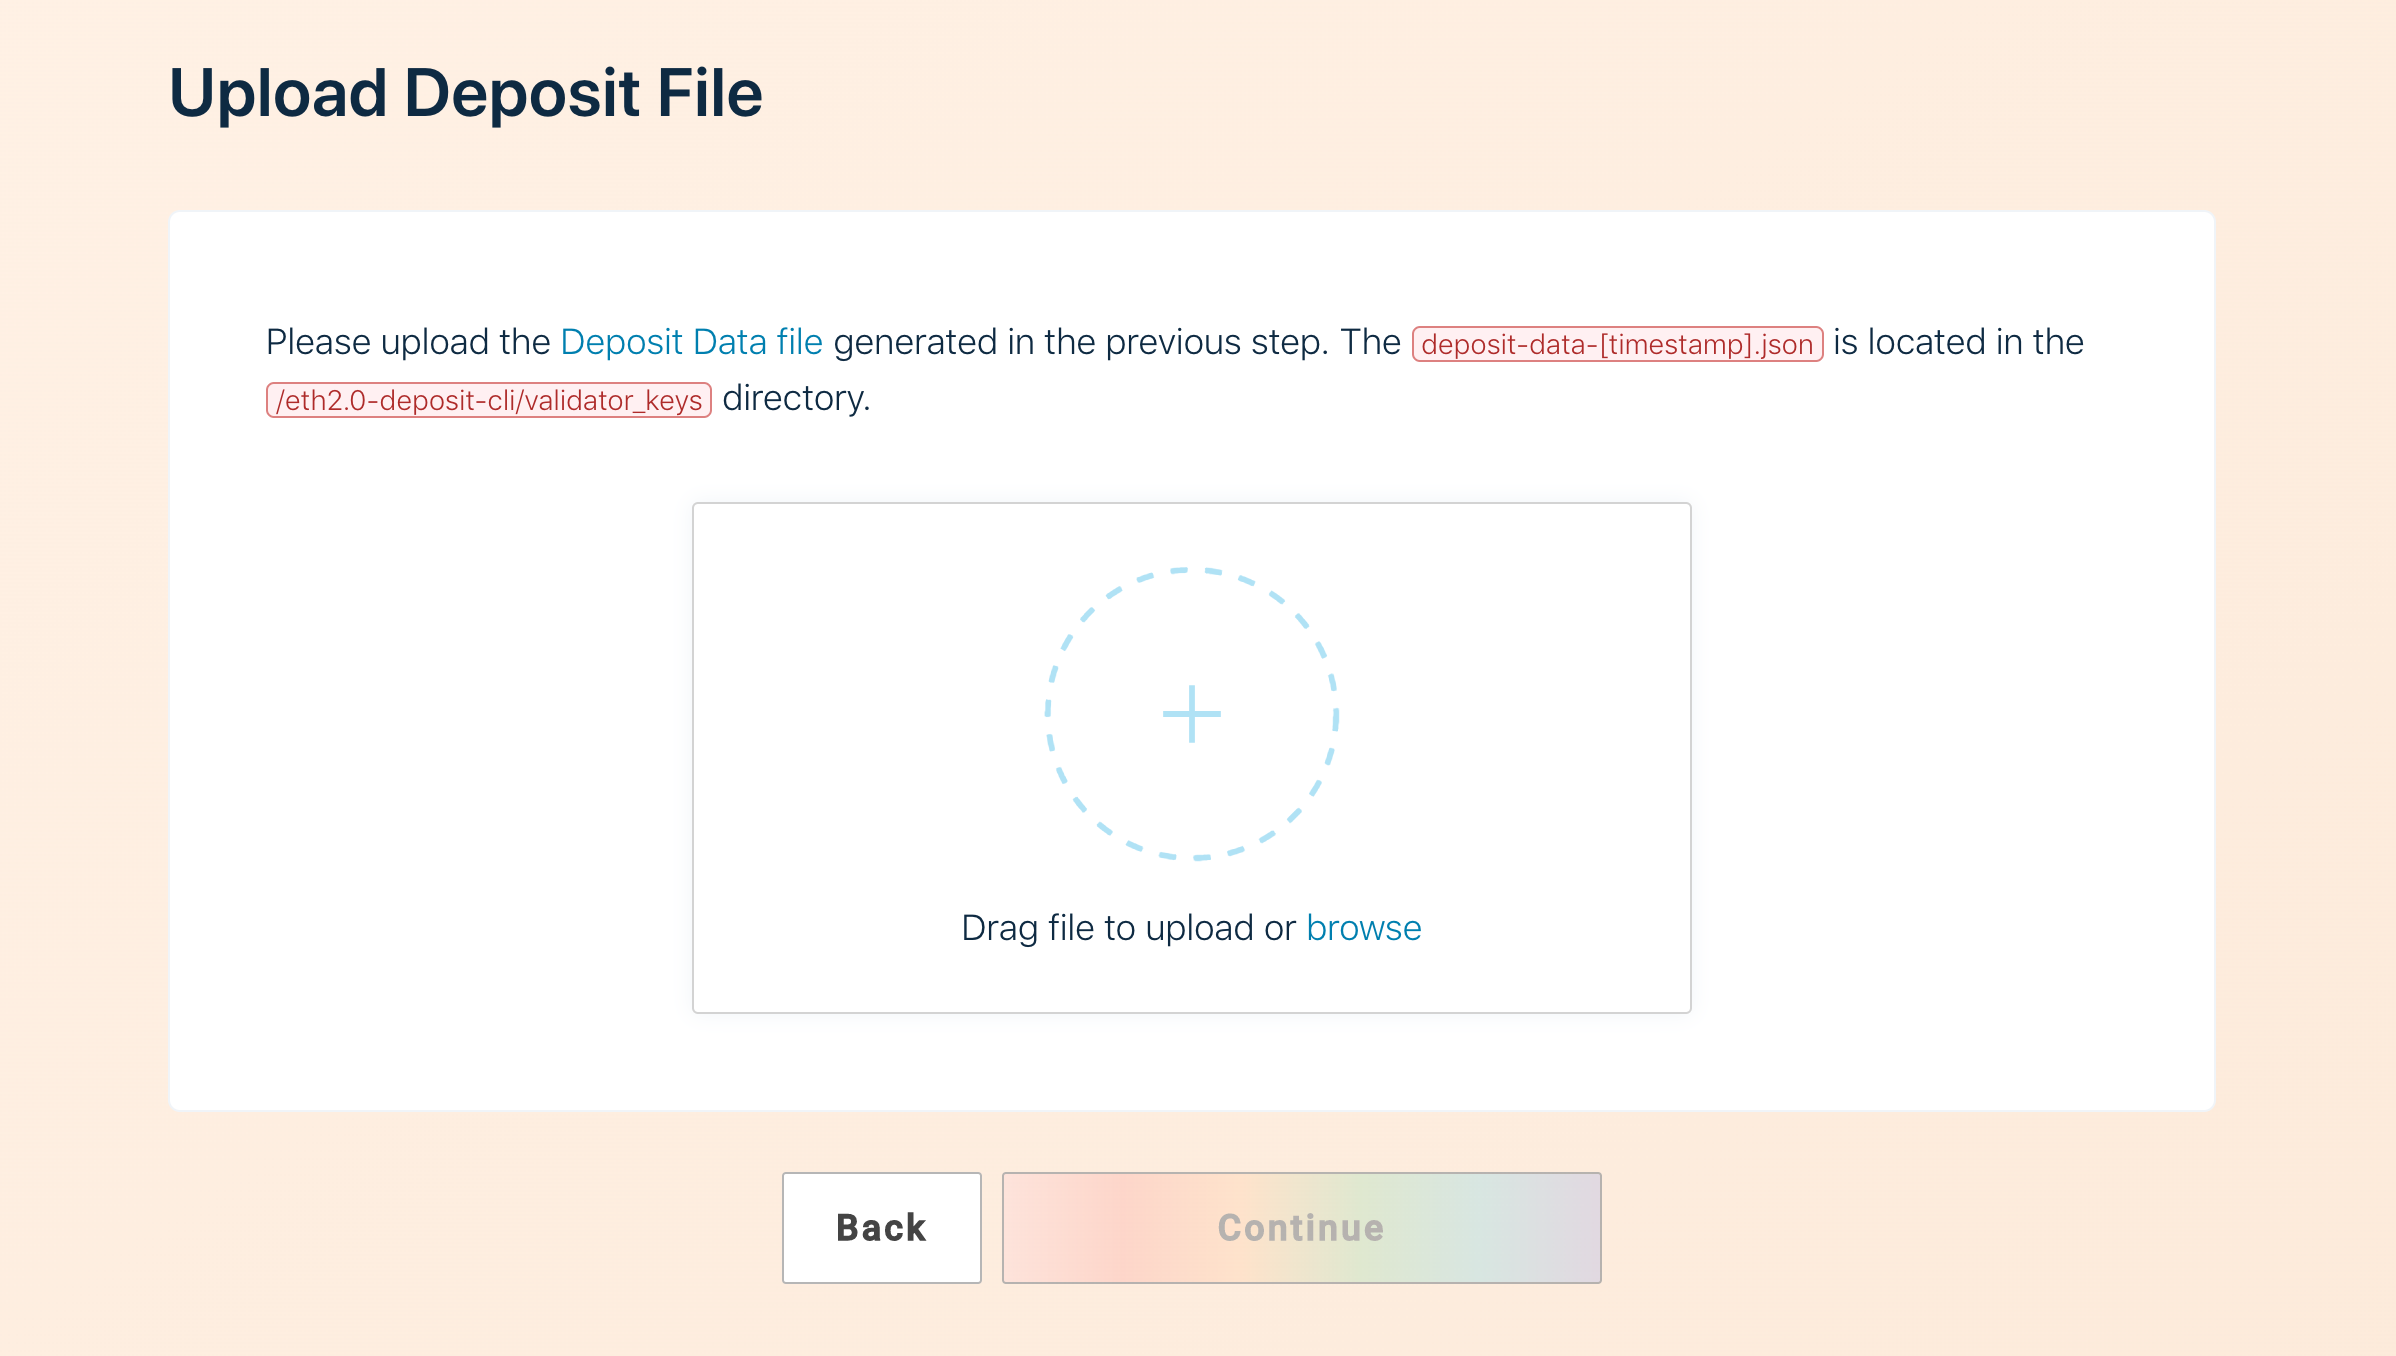 Upload Deposit File
Please upload the Deposit Data file generated in the previous step. The deposit-data-[timestamp].json is located in the
/eth2.0-deposit-cli/validator_keys directory.
Drag file to upload or browse
Back
Continue